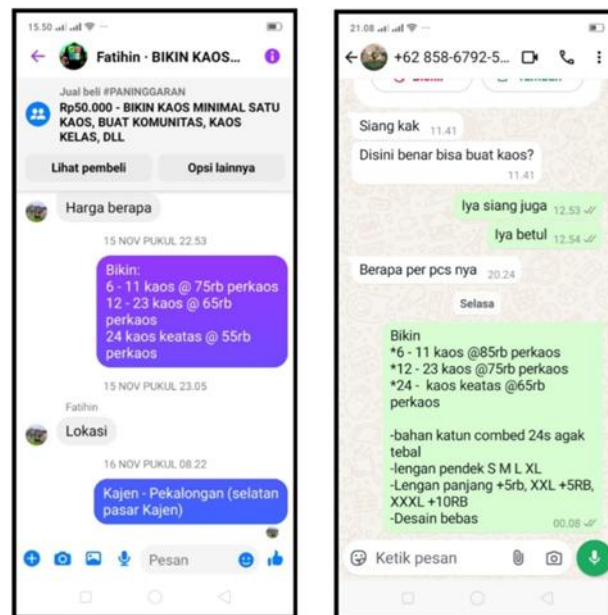 15.50
Fatihin · BIKIN KAOS...
Jual beli #PANINGGARAN
Rp50.000 - BIKIN KAOS MINIMAL SATU
KAOS, BUAT KOMUNITAS, KAOS
KELAS, DLL
Lihat pembeli
Opsi lainnya
Harga berapa
15 NOV PUKUL 22.53
Bikin:
6 - 11 kaos @ 75rb perkaos
12 - 23 kaos @ 65rb
perkaos
24 kaos keatas @ 55rb
perkaos
15 NOV PUKUL 23.05
Fatihin
Lokasi
16 NOV PUKUL 08.22
Kajen - Pekalongan (selatan
pasar Kajen)
Pesan
21.08
+62 858-6792-5...
Siang kak 11.41
Disini benar bisa buat kaos?
11.41
Iya siang juga 12.53
Iya betul 12.54
Berapa per pcs nya 20.24
Selasa
Bikin
*6 - 11 kaos @85rb perkaos
*12 - 23 kaos @75rb perkaos
*24 - kaos keatas @65rb
perkaos
-bahan katun combed 24s agak
tebal
-lengan pendek S M L XL
-Lengan panjang +5rb, XXL +5RB,
XXXL +10RB
-Desain bebas 00.08
Ketik pesan